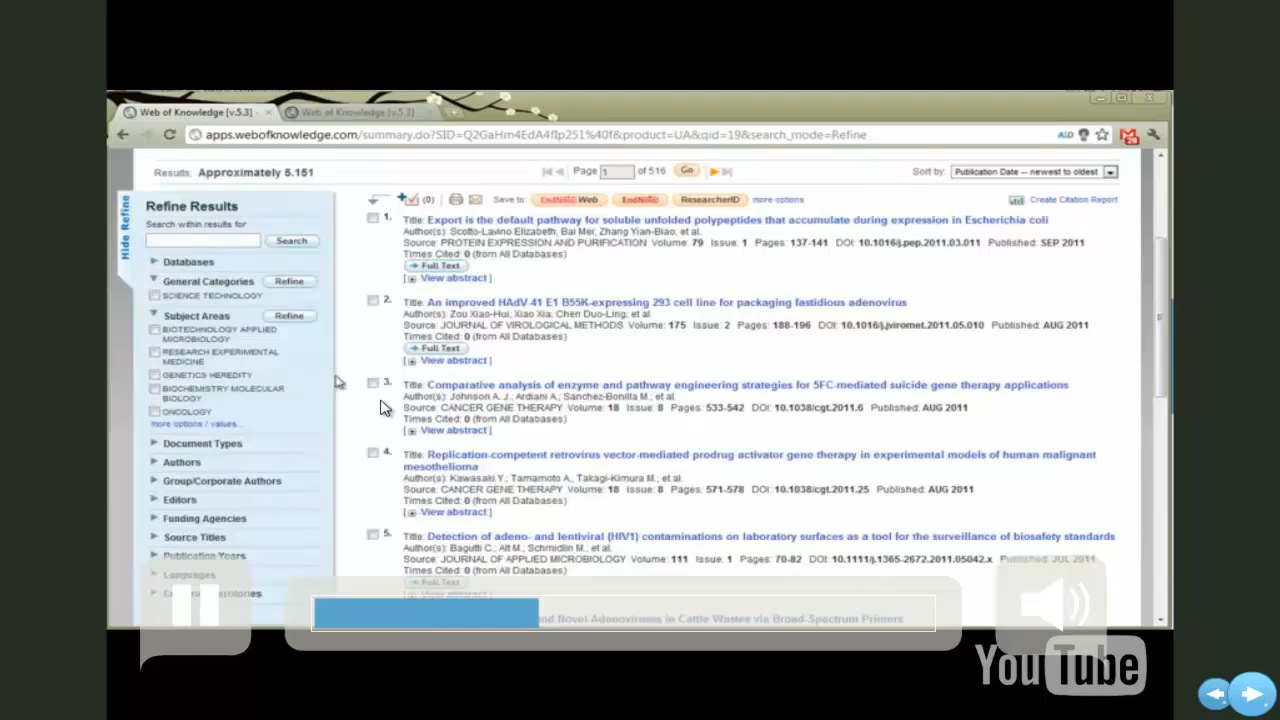 Web of Knowledge [v.5.3]
Web of Knowledge [v.5.3]
apps.webofknowledge.com/summary.do?SID=Q2GaHm4EdA4fIp251%40f&product=UA&qid=19&search_mode=Refine
Results: Approximately 5,151
Page 1 of 516 Go
Sort by: Publication Date -- newest to oldest
Hide Refine
Refine Results
Search within results for
Search
Databases
General Categories Refine
SCIENCE TECHNOLOGY
Subject Areas Refine
BIOTECHNOLOGY APPLIED
MICROBIOLOGY
RESEARCH EXPERIMENTAL
MEDICINE
GENETICS HEREDITY
BIOCHEMISTRY MOLECULAR
BIOLOGY
ONCOLOGY
more options / values...
Document Types
Authors
Group/Corporate Authors
Editors
Funding Agencies
Source Titles
Publication Years
Languages
(0) Save to: EndNote Web EndNote ResearcherID more options
Create Citation Report
1. Title: Export is the default pathway for soluble unfolded polypeptides that accumulate during expression in Escherichia coli
Author(s): Scotto-Lavino Elizabeth; Bai Mei; Zhang Yian-Biao; et al.
Source: PROTEIN EXPRESSION AND PURIFICATION Volume: 79 Issue: 1 Pages: 137-141 DOI: 10.1016/j.pep.2011.03.011 Published: SEP 2011
Times Cited: 0 (from All Databases)
Full Text
[ View abstract ]
2. Title: An improved HAdV-41 E1 B55K-expressing 293 cell line for packaging fastidious adenovirus
Author(s): Zou Xiao-Hui; Xiao Xia; Chen Duo-Ling; et al.
Source: JOURNAL OF VIROLOGICAL METHODS Volume: 175 Issue: 2 Pages: 188-196 DOI: 10.1016/j.jviromet.2011.05.010 Published: AUG 2011
Times Cited: 0 (from All Databases)
Full Text
[ View abstract ]
3. Title: Comparative analysis of enzyme and pathway engineering strategies for 5FC-mediated suicide gene therapy applications
Author(s): Johnson A. J.; Ardiani A.; Sanchez-Bonilla M.; et al.
Source: CANCER GENE THERAPY Volume: 18 Issue: 8 Pages: 533-542 DOI: 10.1038/cgt.2011.6 Published: AUG 2011
Times Cited: 0 (from All Databases)
[ View abstract ]
4. Title: Replication-competent retrovirus vector-mediated prodrug activator gene therapy in experimental models of human malignant
mesothelioma
Author(s): Kawasaki Y.; Tamamoto A.; Takagi-Kimura M.; et al.
Source: CANCER GENE THERAPY Volume: 18 Issue: 8 Pages: 571-578 DOI: 10.1038/cgt.2011.25 Published: AUG 2011
Times Cited: 0 (from All Databases)
[ View abstract ]
5. Title: Detection of adeno- and lentiviral (HIV1) contaminations on laboratory surfaces as a tool for the surveillance of biosafety standards
Author(s): Bagutti C.; Alt M.; Schmidlin M.; et al.
Source: JOURNAL OF APPLIED MICROBIOLOGY Volume: 111 Issue: 1 Pages: 70-82 DOI: 10.1111/j.1365-2672.2011.05042.x Published: JUL 2011
Times Cited: 0 (from All Databases)
Full Text
View abstract ]
Novel Adenoviruses in Cattle Wastes via Broad-Spectrum Primers
YouTube